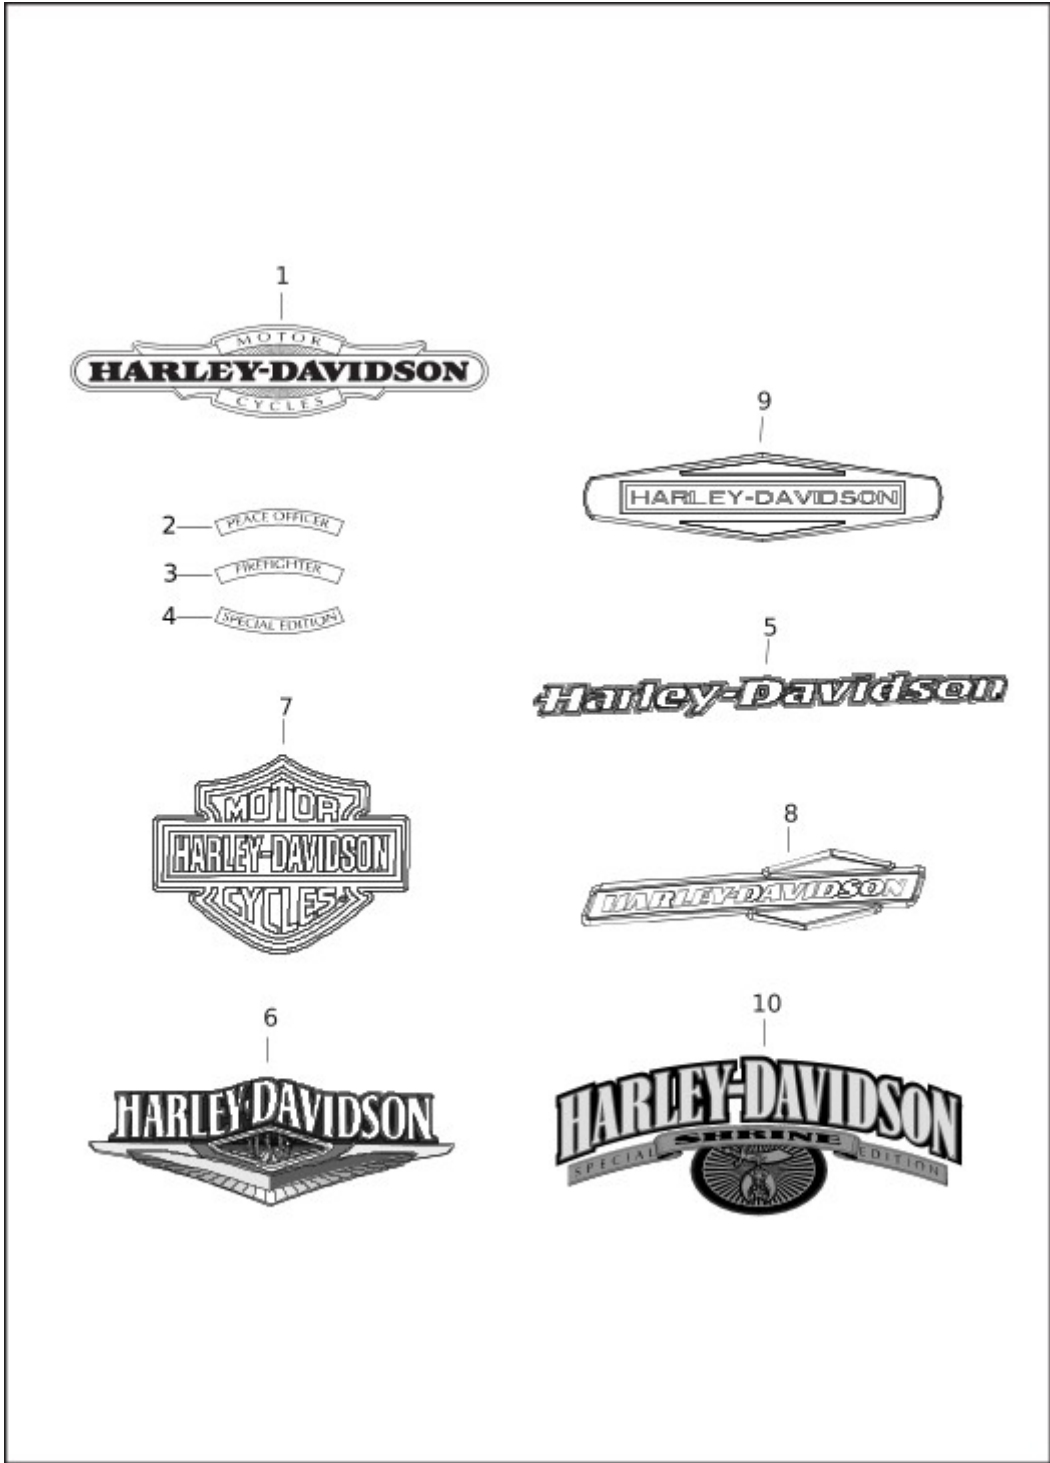 1
MOTOR
HARLEY-DAVIDSON
CYCLES
2
PEACE OFFICER
3
FIREFIGHTER
4
SPECIAL EDITION
9
HARLEY-DAVIDSON
5
Harley-Davidson
7
MOTOR
HARLEY-DAVIDSON
CYCLES
8
HARLEY-DAVIDSON
6
HARLEY-DAVIDSON
10
HARLEY-DAVIDSON
SHRINE
SPECIAL EDITION